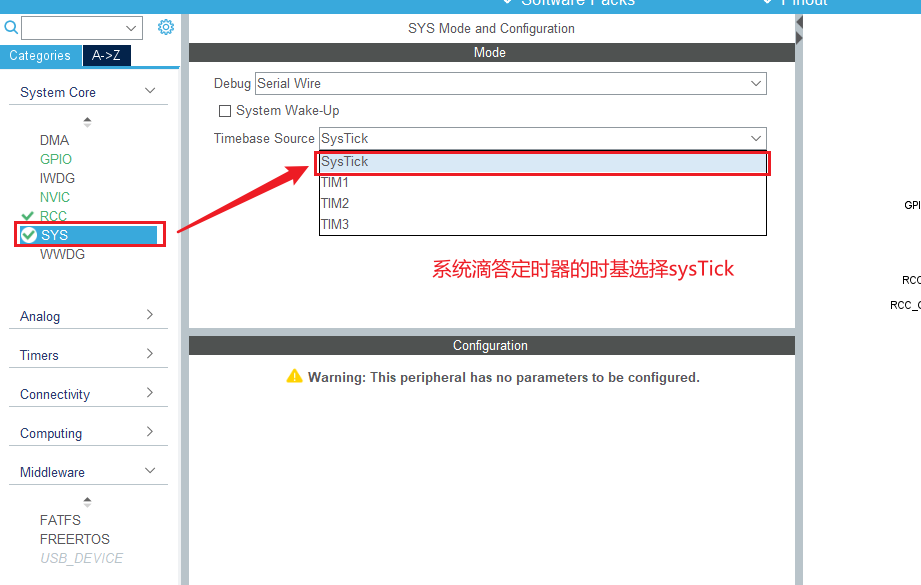 Software Packs
Pinout
SYS Mode and Configuration
Categories
A->Z
Mode
System Core
Debug Serial Wire
System Wake-Up
Timebase Source SysTick
SysTick
TIM1
TIM2
TIM3
DMA
GPIO
IWDG
NVIC
RCC
SYS
WWDG
系统滴答定时器的时基选择sysTick
Analog
Timers
Connectivity
Computing
Middleware
FATFS
FREERTOS
USB_DEVICE
Configuration
Warning: This peripheral has no parameters to be configured.
GPI
RCC
RCC_